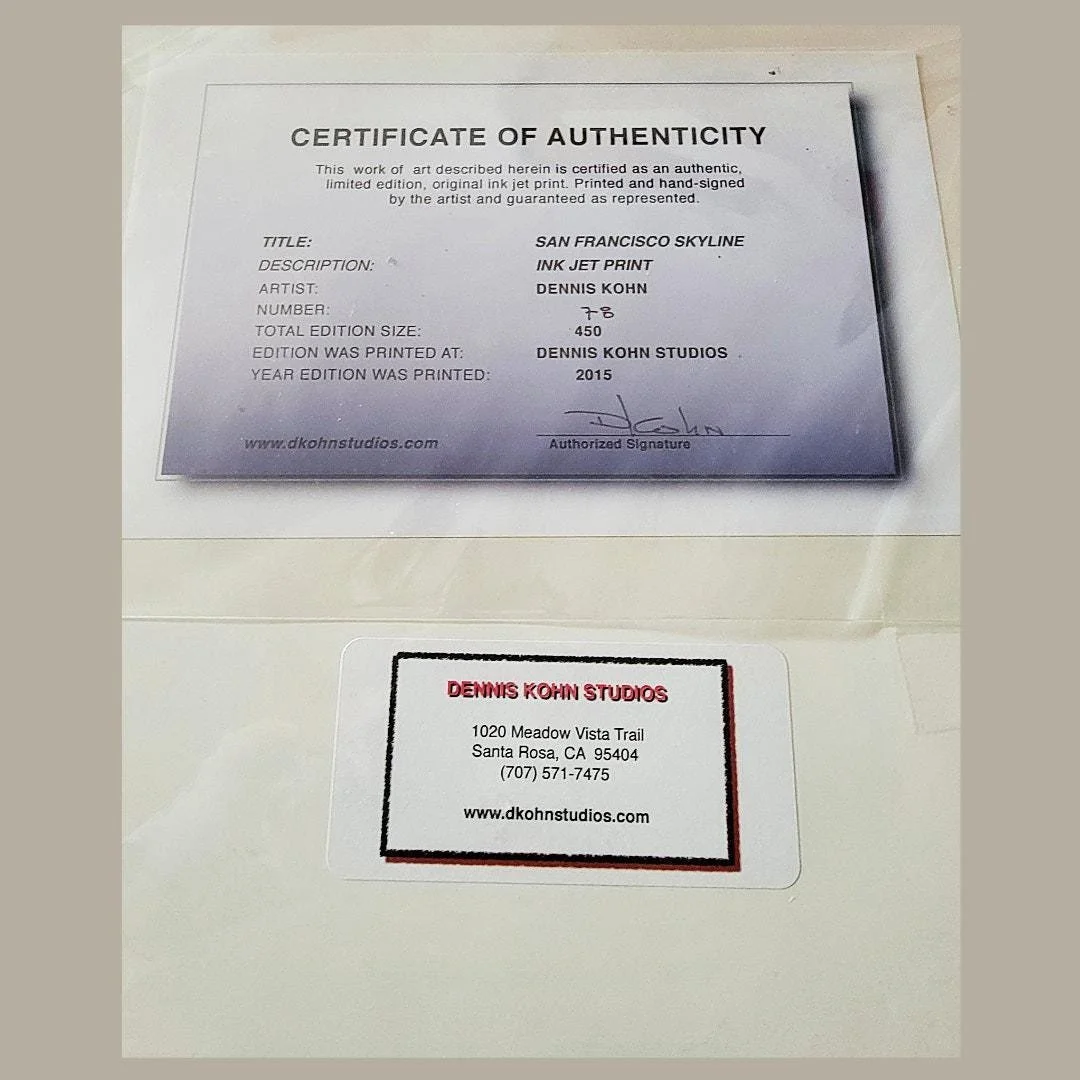 CERTIFICATE OF AUTHENTICITY
This work of art described herein is certified as an authentic,
limited edition, original ink jet print. Printed and hand-signed
by the artist and guaranteed as represented.
TITLE: SAN FRANCISCO SKYLINE
DESCRIPTION: INK JET PRINT
ARTIST: DENNIS KOHN
NUMBER: 78
TOTAL EDITION SIZE: 450
EDITION WAS PRINTED AT: DENNIS KOHN STUDIOS
YEAR EDITION WAS PRINTED: 2015
DKohn
www.dkohnstudios.com Authorized Signature
DENNIS KOHN STUDIOS
1020 Meadow Vista Trail
Santa Rosa, CA 95404
(707) 571-7475
www.dkohnstudios.com